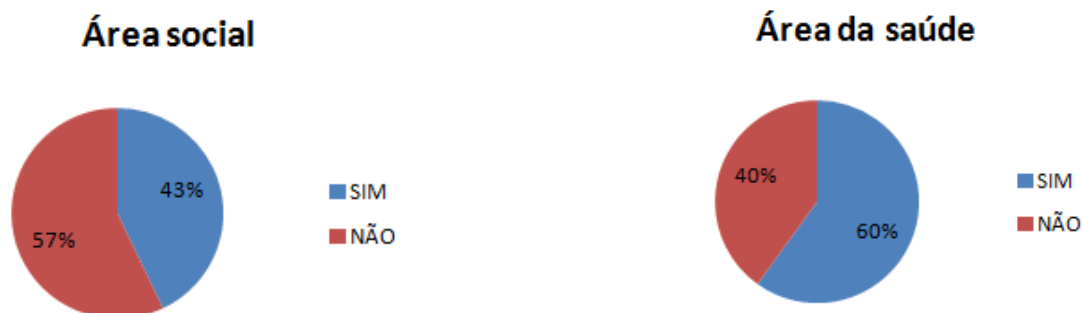 Área social
43%
57%
SIM
NÃO
Área da saúde
40%
60%
SIM
NÃO